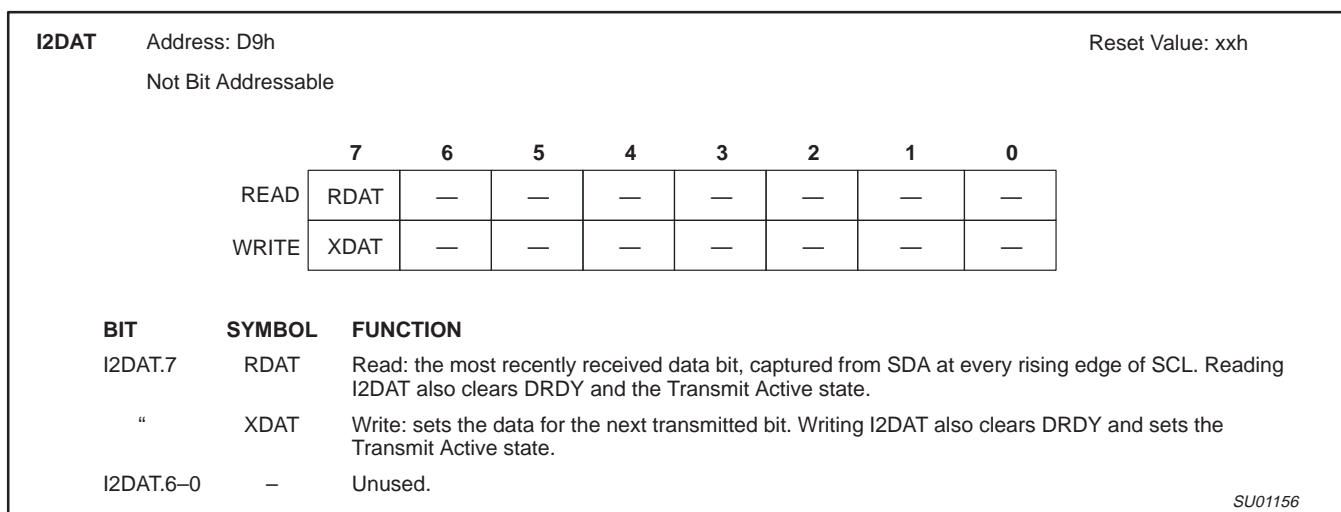 I2DAT Address: D9h Reset Value: xxh
Not Bit Addressable
7 6 5 4 3 2 1 0
READ RDAT — — — — — — —
WRITE XDAT — — — — — — —
BIT SYMBOL FUNCTION
I2DAT.7 RDAT Read: the most recently received data bit, captured from SDA at every rising edge of SCL. Reading
I2DAT also clears DRDY and the Transmit Active state.
“ XDAT Write: sets the data for the next transmitted bit. Writing I2DAT also clears DRDY and sets the
Transmit Active state.
I2DAT.6–0 – Unused.
SU01156